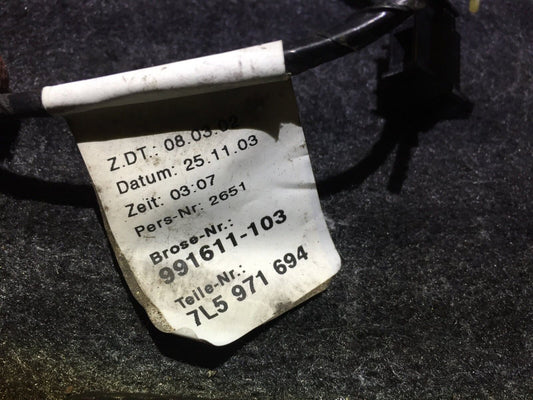 Z.DT.: 08.03.02
Datum: 25.11.03
Zeit: 03:07
Pers-Nr: 2651
Brose-Nr.:
991611-103
Teile-Nr.:
7L5 971 694